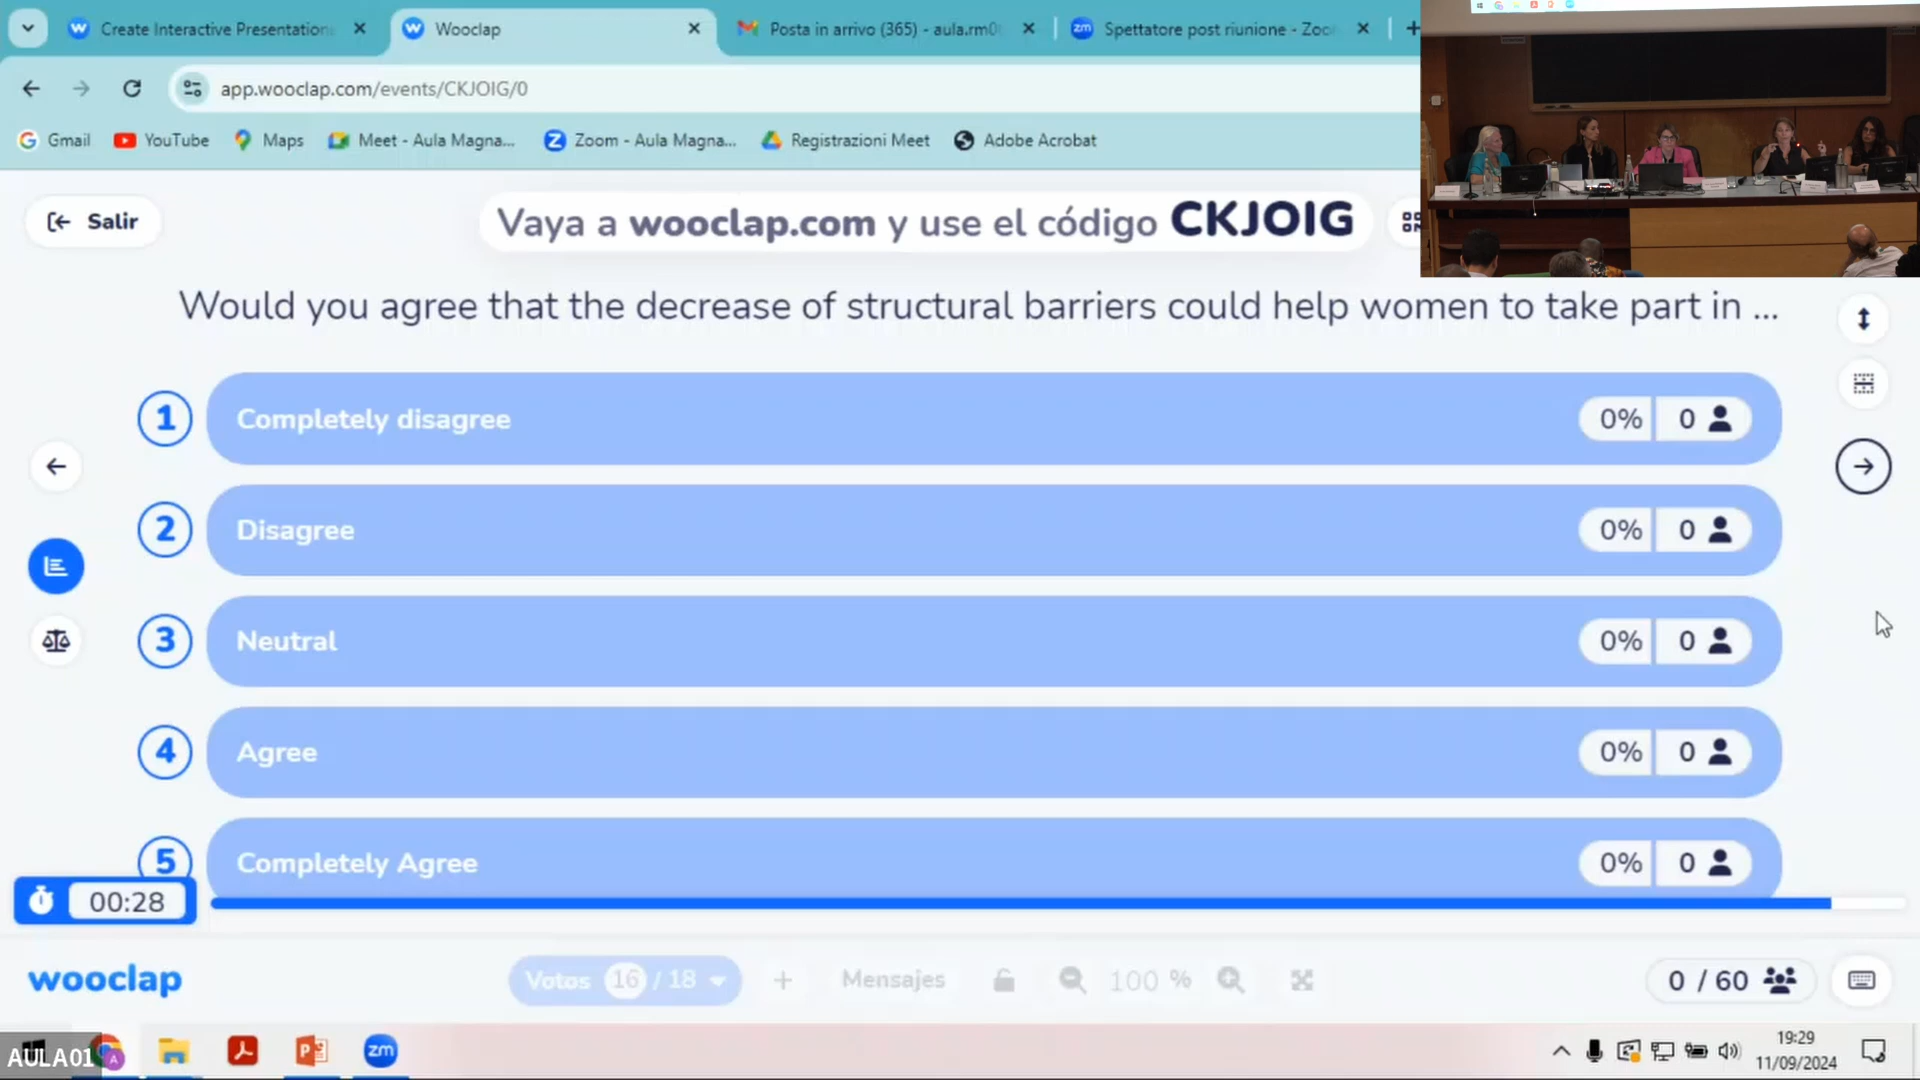 Create Interactive Presentation
Wooclap
Posta in arrivo (365) - aula.rm0
Spettatore post riunione - Zoo
app.wooclap.com/events/CKJOIG/0
Gmail
YouTube
Maps
Meet - Aula Magna...
Zoom - Aula Magna...
Registrazioni Meet
Adobe Acrobat
Salir
Vaya a wooclap.com y use el código CKJOIG
Would you agree that the decrease of structural barriers could help women to take part in ...
1 Completely disagree 0% 0
2 Disagree 0% 0
3 Neutral 0% 0
4 Agree 0% 0
5 Completely Agree 0% 0
00:28
wooclap
Votos 16 / 18
Mensajes
100 %
0 / 60
AULA01
zm
19:29
11/09/2024